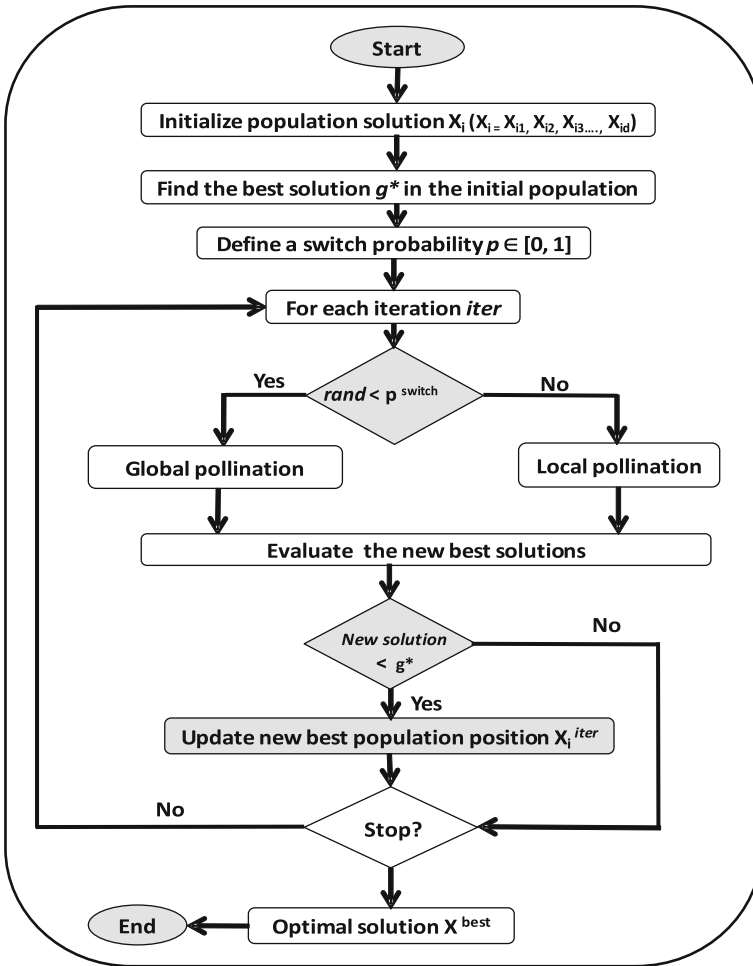 Start
Initialize population solution Xi (Xi = Xi1, Xi2, Xi3...., Xid)
Find the best solution g* in the initial population
Define a switch probability p ∈ [0, 1]
For each iteration iter
Yes
rand < p switch
No
Global pollination
Local pollination
Evaluate the new best solutions
New solution
< g*
No
Yes
Update new best population position Xi iter
No
Stop?
End
Optimal solution X best